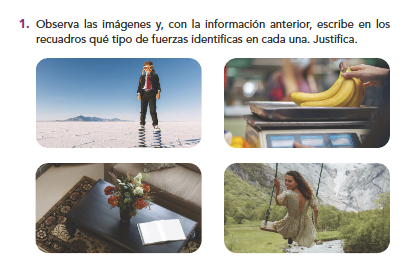 1. Observa las imágenes y, con la información anterior, escribe en los
recuadros qué tipo de fuerzas identificas en cada una. Justifica.